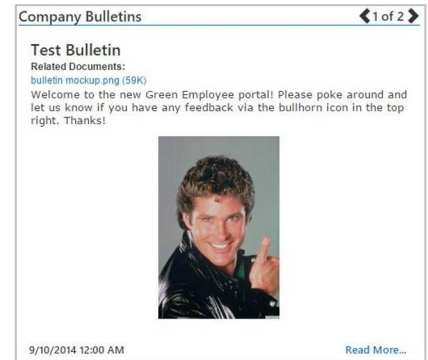 Company Bulletins
1 of 2
Test Bulletin
Related Documents:
bulletin mockup.png (59K)
Welcome to the new Green Employee portal! Please poke around and
let us know if you have any feedback via the bullhorn icon in the top
right. Thanks!
9/10/2014 12:00 AM
Read More...